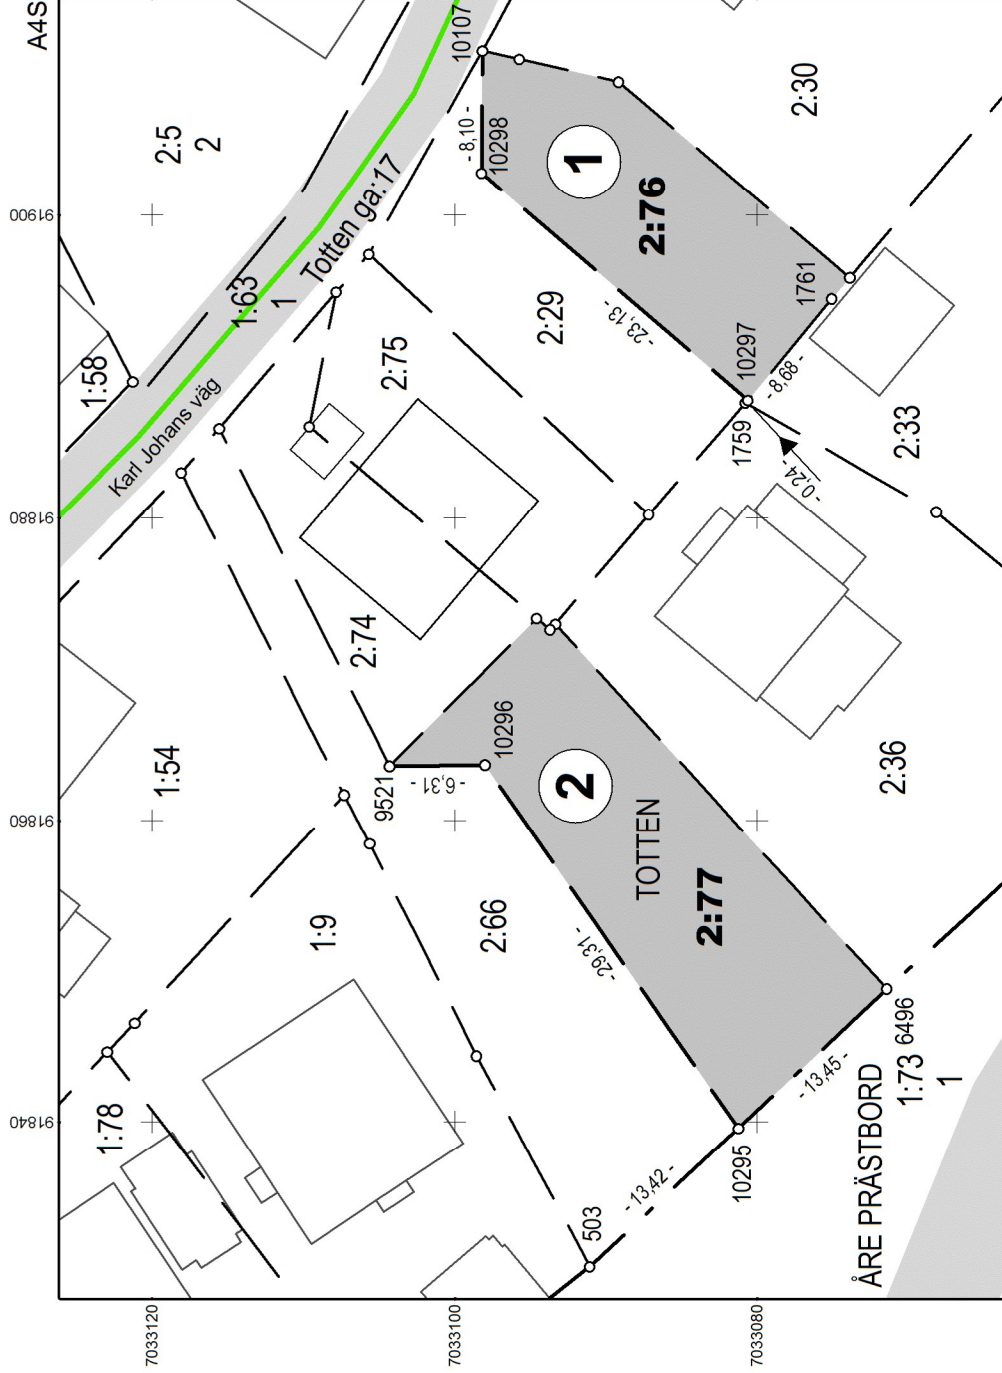 A4S
10107
2:5
2
- 8,10 -
10298
1
2:30
91900
Totten ga:17
2:76
1:63
1
1761
1:58
2:29
- 23,13 -
10297
2:75
- 8,68 -
Karl Johans väg
1759
2:33
- 0,24 -
91880
2:74
10296
1:54
9521
- 6,31 -
2
2:36
91860
TOTTEN
2:77
1:9
2:66
- 29,31 -
6496
1:73
1
- 13,45 -
ÅRE PRÄSTBORD
1:78
91840
10295
- 13,42 -
503
7033120
7033100
7033080